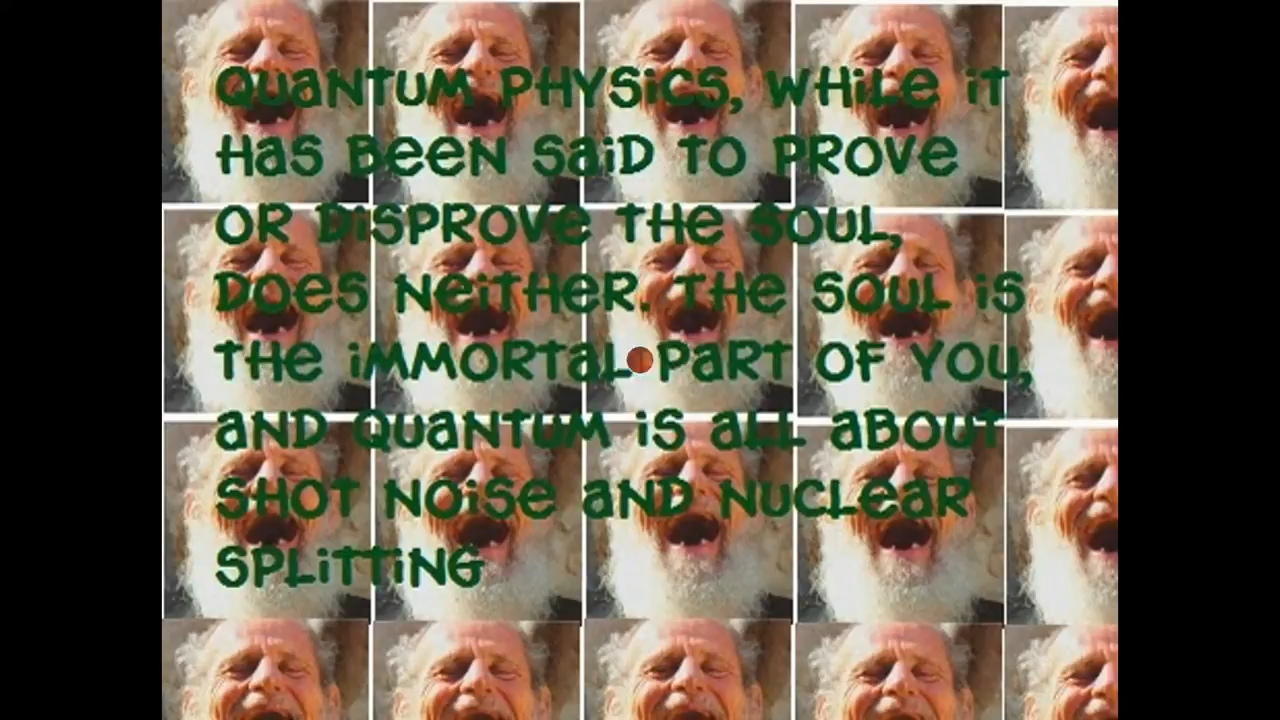 QUANTUM PHYSICS, WHILE IT
HAS BEEN SAID TO PROVE
OR DISPROVE THE SOUL,
DOES NEITHER. THE SOUL IS
THE IMMORTAL PART OF YOU,
AND QUANTUM IS ALL ABOUT
SHOT NOISE AND NUCLEAR
SPLITTING